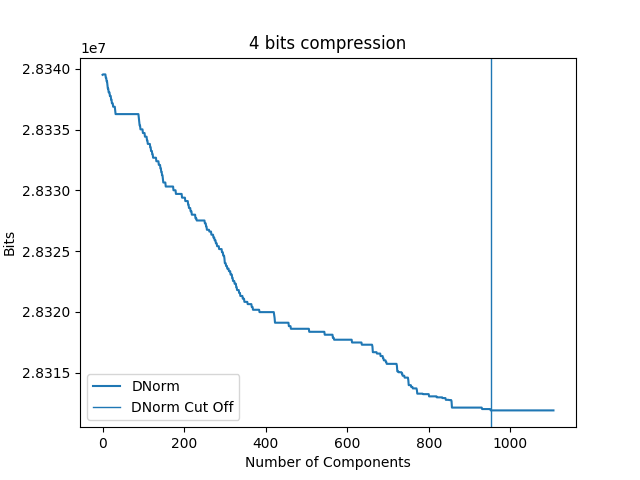 4 bits compression
1e7
2.8340
2.8335
2.8330
2.8325
2.8320
2.8315
Bits
DNorm
DNorm Cut Off
0 200 400 600 800 1000
Number of Components